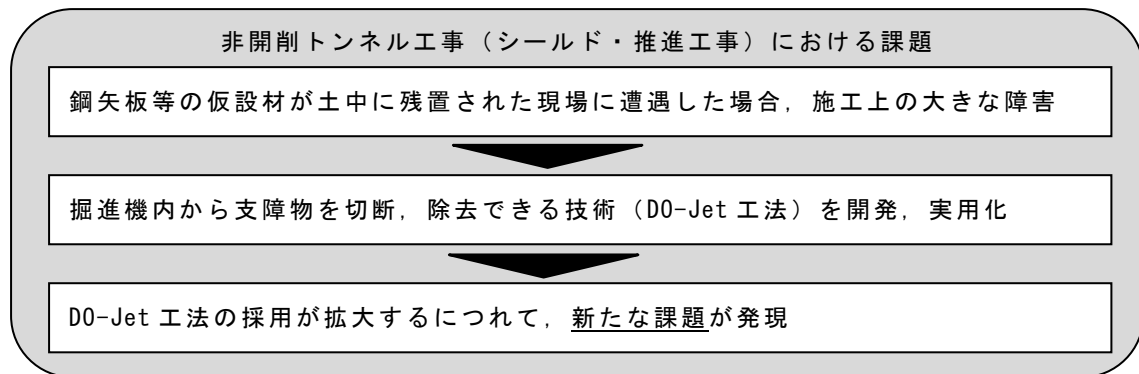 非開削トンネル工事（シールド・推進工事）における課題
鋼矢板等の仮設材が土中に残置された現場に遭遇した場合，施工上の大きな障害
掘進機内から支障物を切断，除去できる技術（DO-Jet 工法）を開発，実用化
DO-Jet 工法の採用が拡大するにつれて，新たな課題が発現